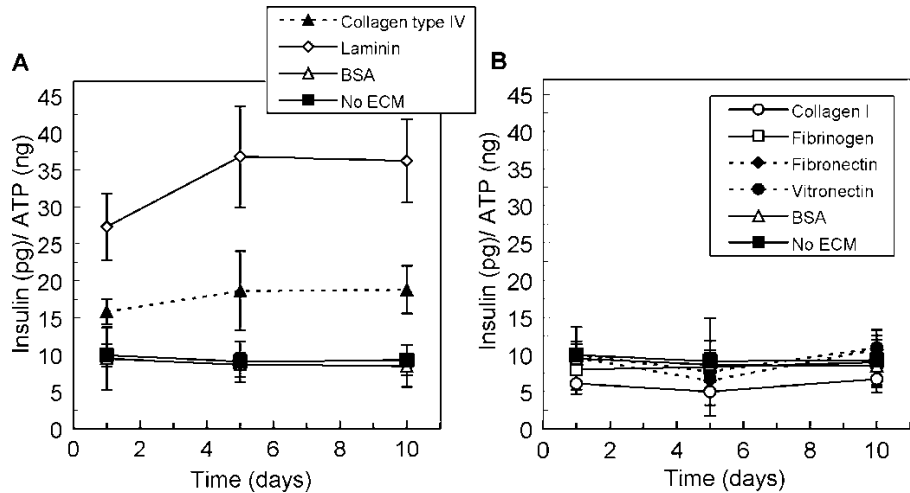 A
Collagen type IV
Laminin
BSA
No ECM
Insulin (pg)/ ATP (ng)
45
40
35
30
25
20
15
10
5
0
0 2 4 6 8 10
Time (days)
B
Collagen I
Fibrinogen
Fibronectin
Vitronectin
BSA
No ECM
Insulin (pg)/ ATP (ng)
45
40
35
30
25
20
15
10
5
0
0 2 4 6 8 10
Time (days)